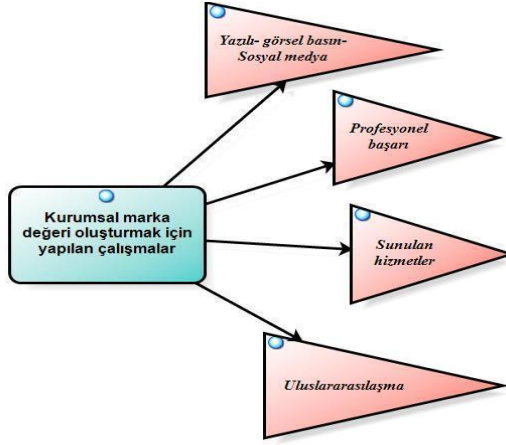 Yazılı- görsel basın-
Sosyal medya
Profesyonel
başarı
Kurumsal marka
değeri oluşturmak için
yapılan çalışmalar
Sunulan
hizmetler
Uluslararasılaşma